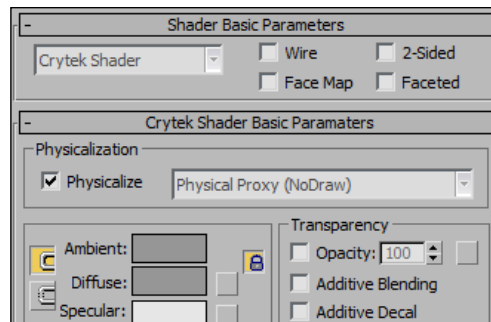 - Shader Basic Parameters
Crytek Shader Wire 2-Sided
Face Map Faceted
- Crytek Shader Basic Paramaters
Physicalization
Physicalize Physical Proxy (NoDraw)
Transparency
Ambient: Opacity: 100
Diffuse: Additive Blending
Specular: Additive Decal